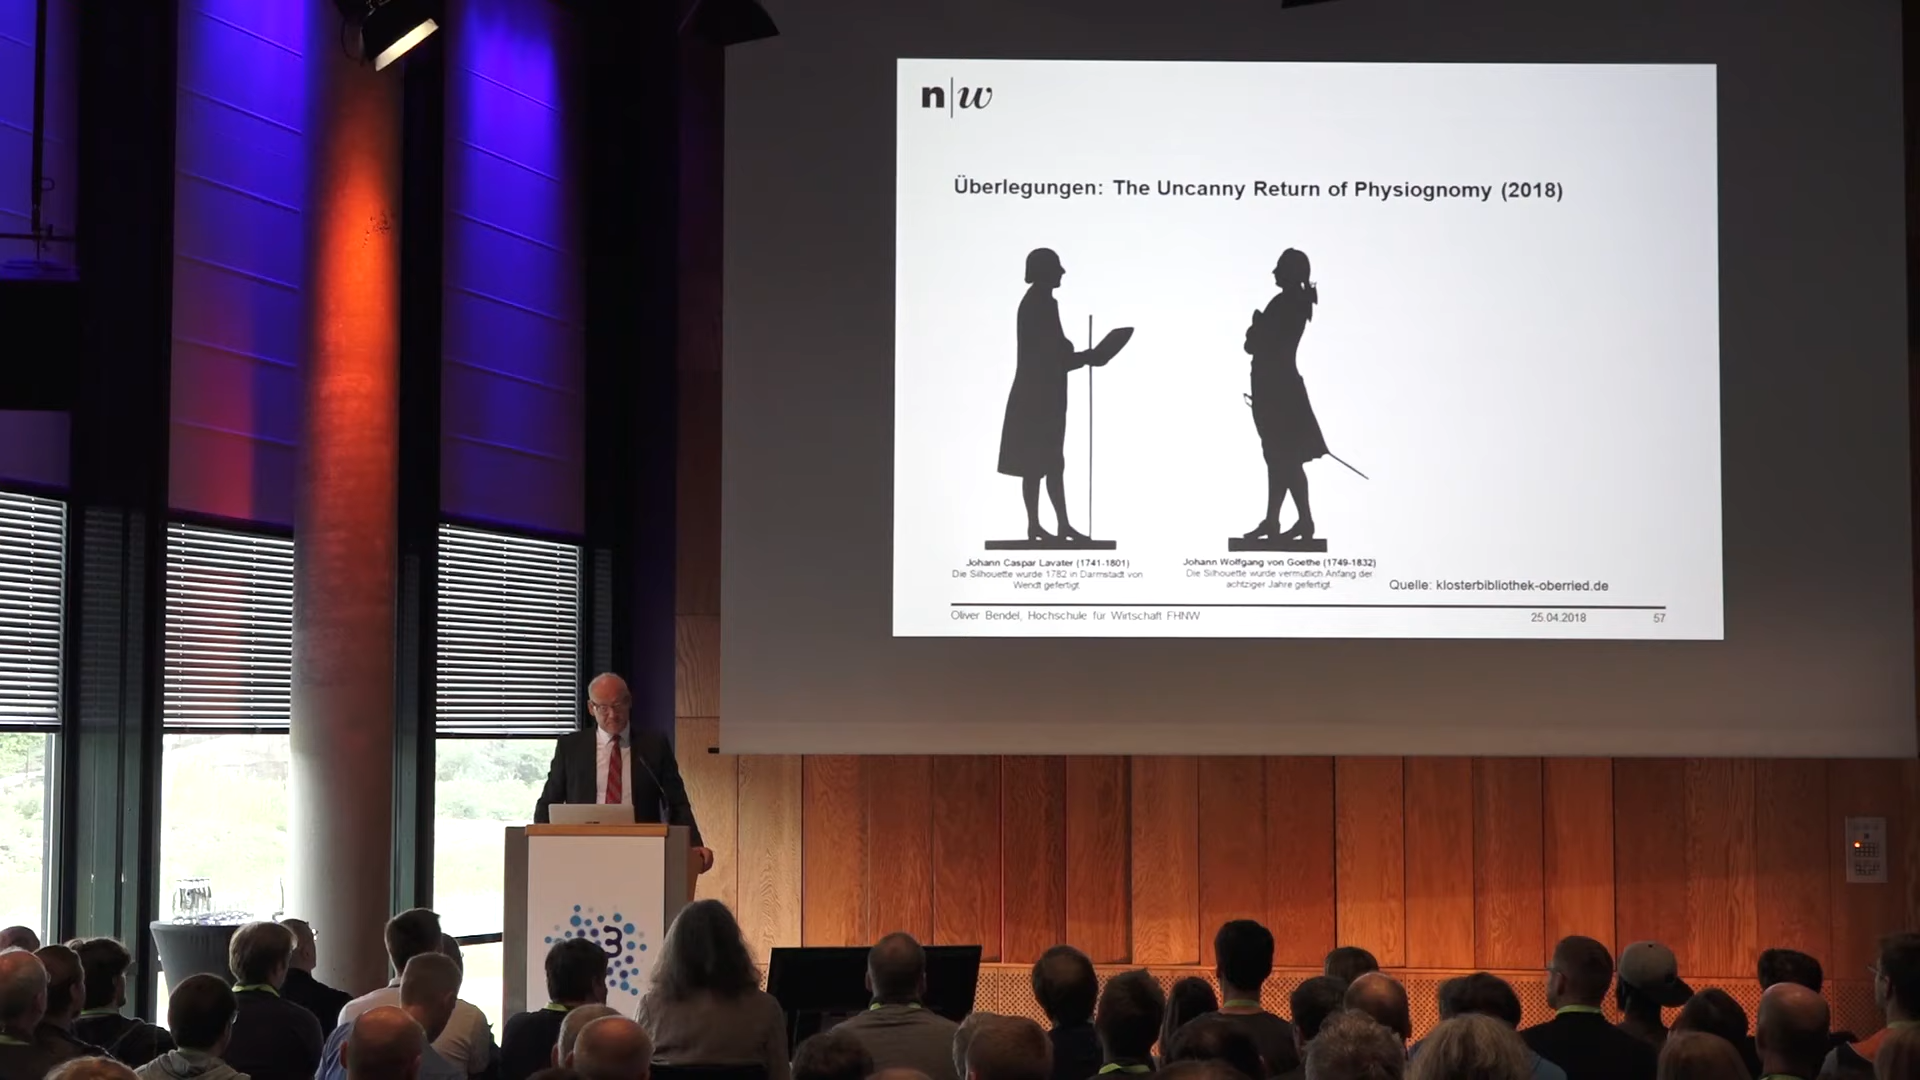 n|w
Überlegungen: The Uncanny Return of Physiognomy (2018)
Johann Caspar Lavater (1741-1801)
Die Silhouette wurde 1782 in Darmstadt von
Wendt gefertigt.
Johann Wolfgang von Goethe (1749-1832)
Die Silhouette wurde vermutlich Anfang der
achtziger Jahre gefertigt.
Quelle: klosterbibliothek-oberried.de
Oliver Bendel, Hochschule für Wirtschaft FHNW
25.04.2018
57
3